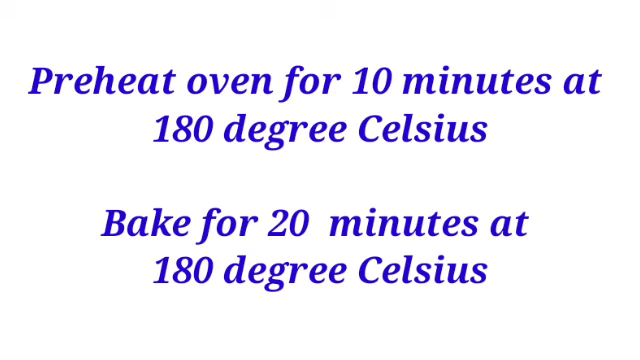 Preheat oven for 10 minutes at
180 degree Celsius
Bake for 20 minutes at
180 degree Celsius